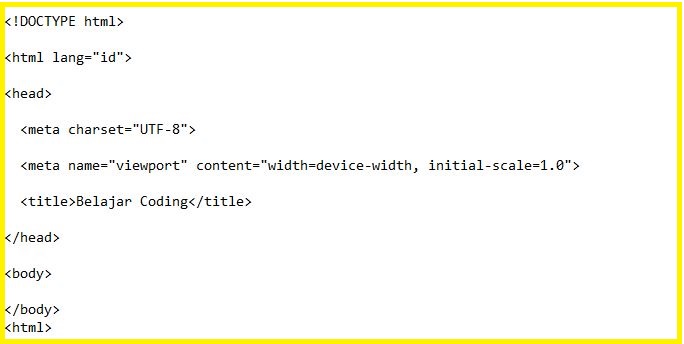 <!DOCTYPE html>
<html lang="id">
<head>
<meta charset="UTF-8">
<meta name="viewport" content="width=device-width, initial-scale=1.0">
<title>Belajar Coding</title>
</head>
<body>
</body>
<html>